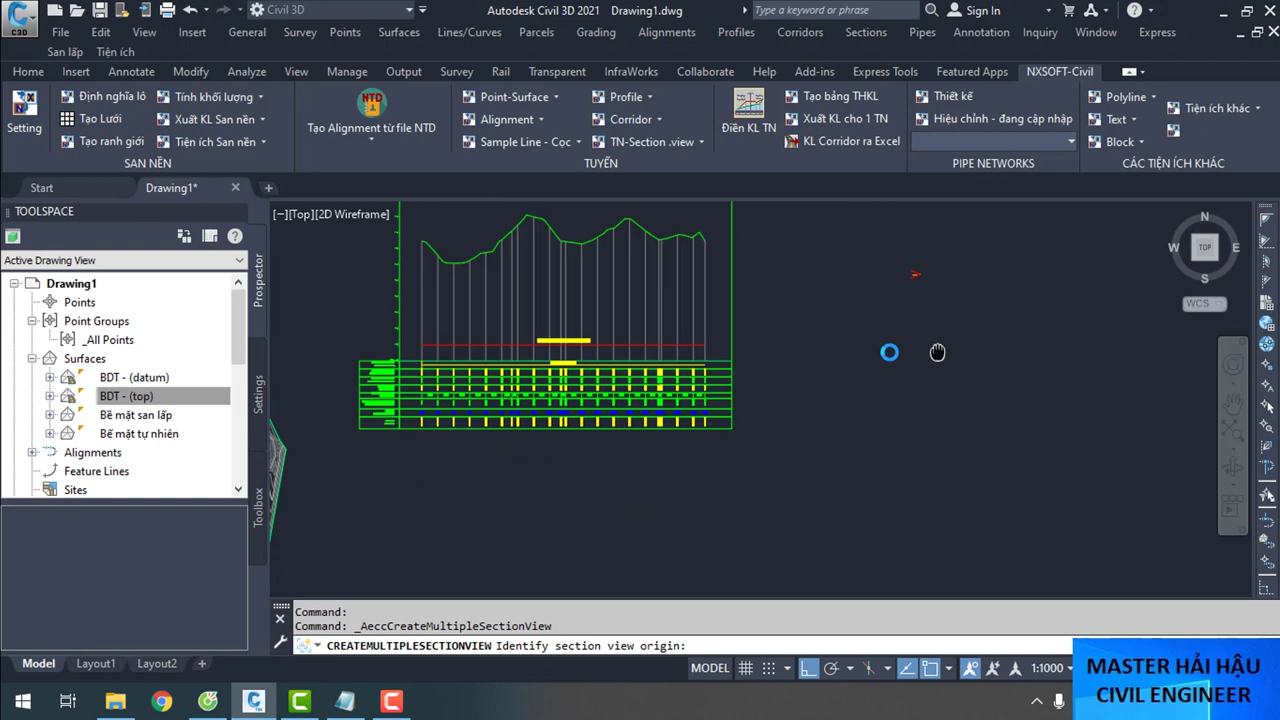 Civil 3D
Autodesk Civil 3D 2021 Drawing1.dwg
Type a keyword or phrase
Sign In
C3D
File Edit View Insert General Survey Points Surfaces Lines/Curves Parcels Grading Alignments Profiles Corridors Sections Pipes Annotation Inquiry Window Express
San lấp Tiện ích
Home Insert Annotate Modify Analyze View Manage Output Survey Rail Transparent InfraWorks Collaborate Help Add-ins Express Tools Featured Apps NXSOFT-Civil
Setting
Định nghĩa lô
Tạo Lưới
Tạo ranh giới
Tính khối lượng
Xuất KL San nền
Tiện ích San nền
SAN NỀN
NTD
Tạo Alignment từ file NTD
Point-Surface
Alignment
Sample Line - Cọc
Profile
Corridor
TN-Section .view
TUYẾN
Điền KL TN
Tạo bảng THKL
Xuất KL cho 1 TN
KL Corridor ra Excel
Thiết kế
Hiệu chỉnh - đang cập nhập
PIPE NETWORKS
Polyline
Text
Block
Tiện ích khác
CÁC TIỆN ÍCH KHÁC
Start
Drawing1*
TOOLSPACE
Active Drawing View
Drawing1
Points
Point Groups
_All Points
Surfaces
BDT - (datum)
BDT - (top)
Bề mặt san lấp
Bế mặt tự nhiên
Alignments
Feature Lines
Sites
Prospector
Settings
Toolbox
[−][Top][2D Wireframe]
N
W TOP E
S
WCS
Command:
Command: _AeccCreateMultipleSectionView
CREATEMULTIPLESECTIONVIEW Identify section view origin:
Model Layout1 Layout2
MODEL
1:1000
MASTER HẢI HẬU
CIVIL ENGINEER